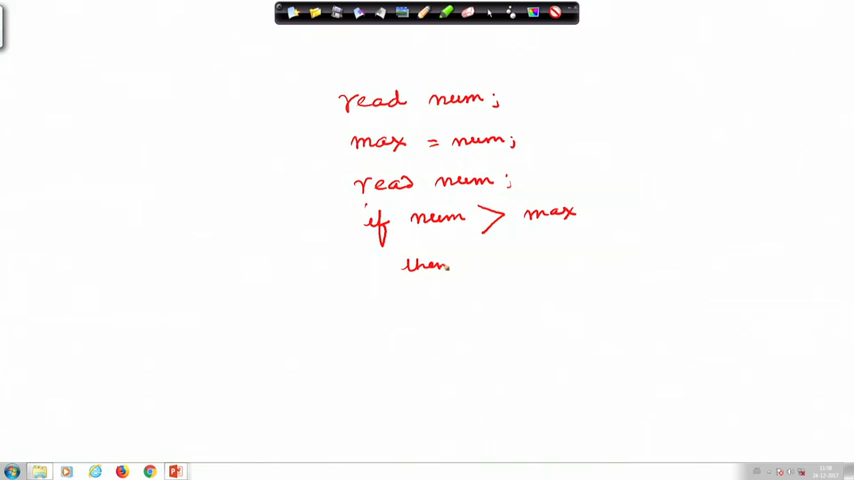 read num;
max = num;
read num;
if num > max
then